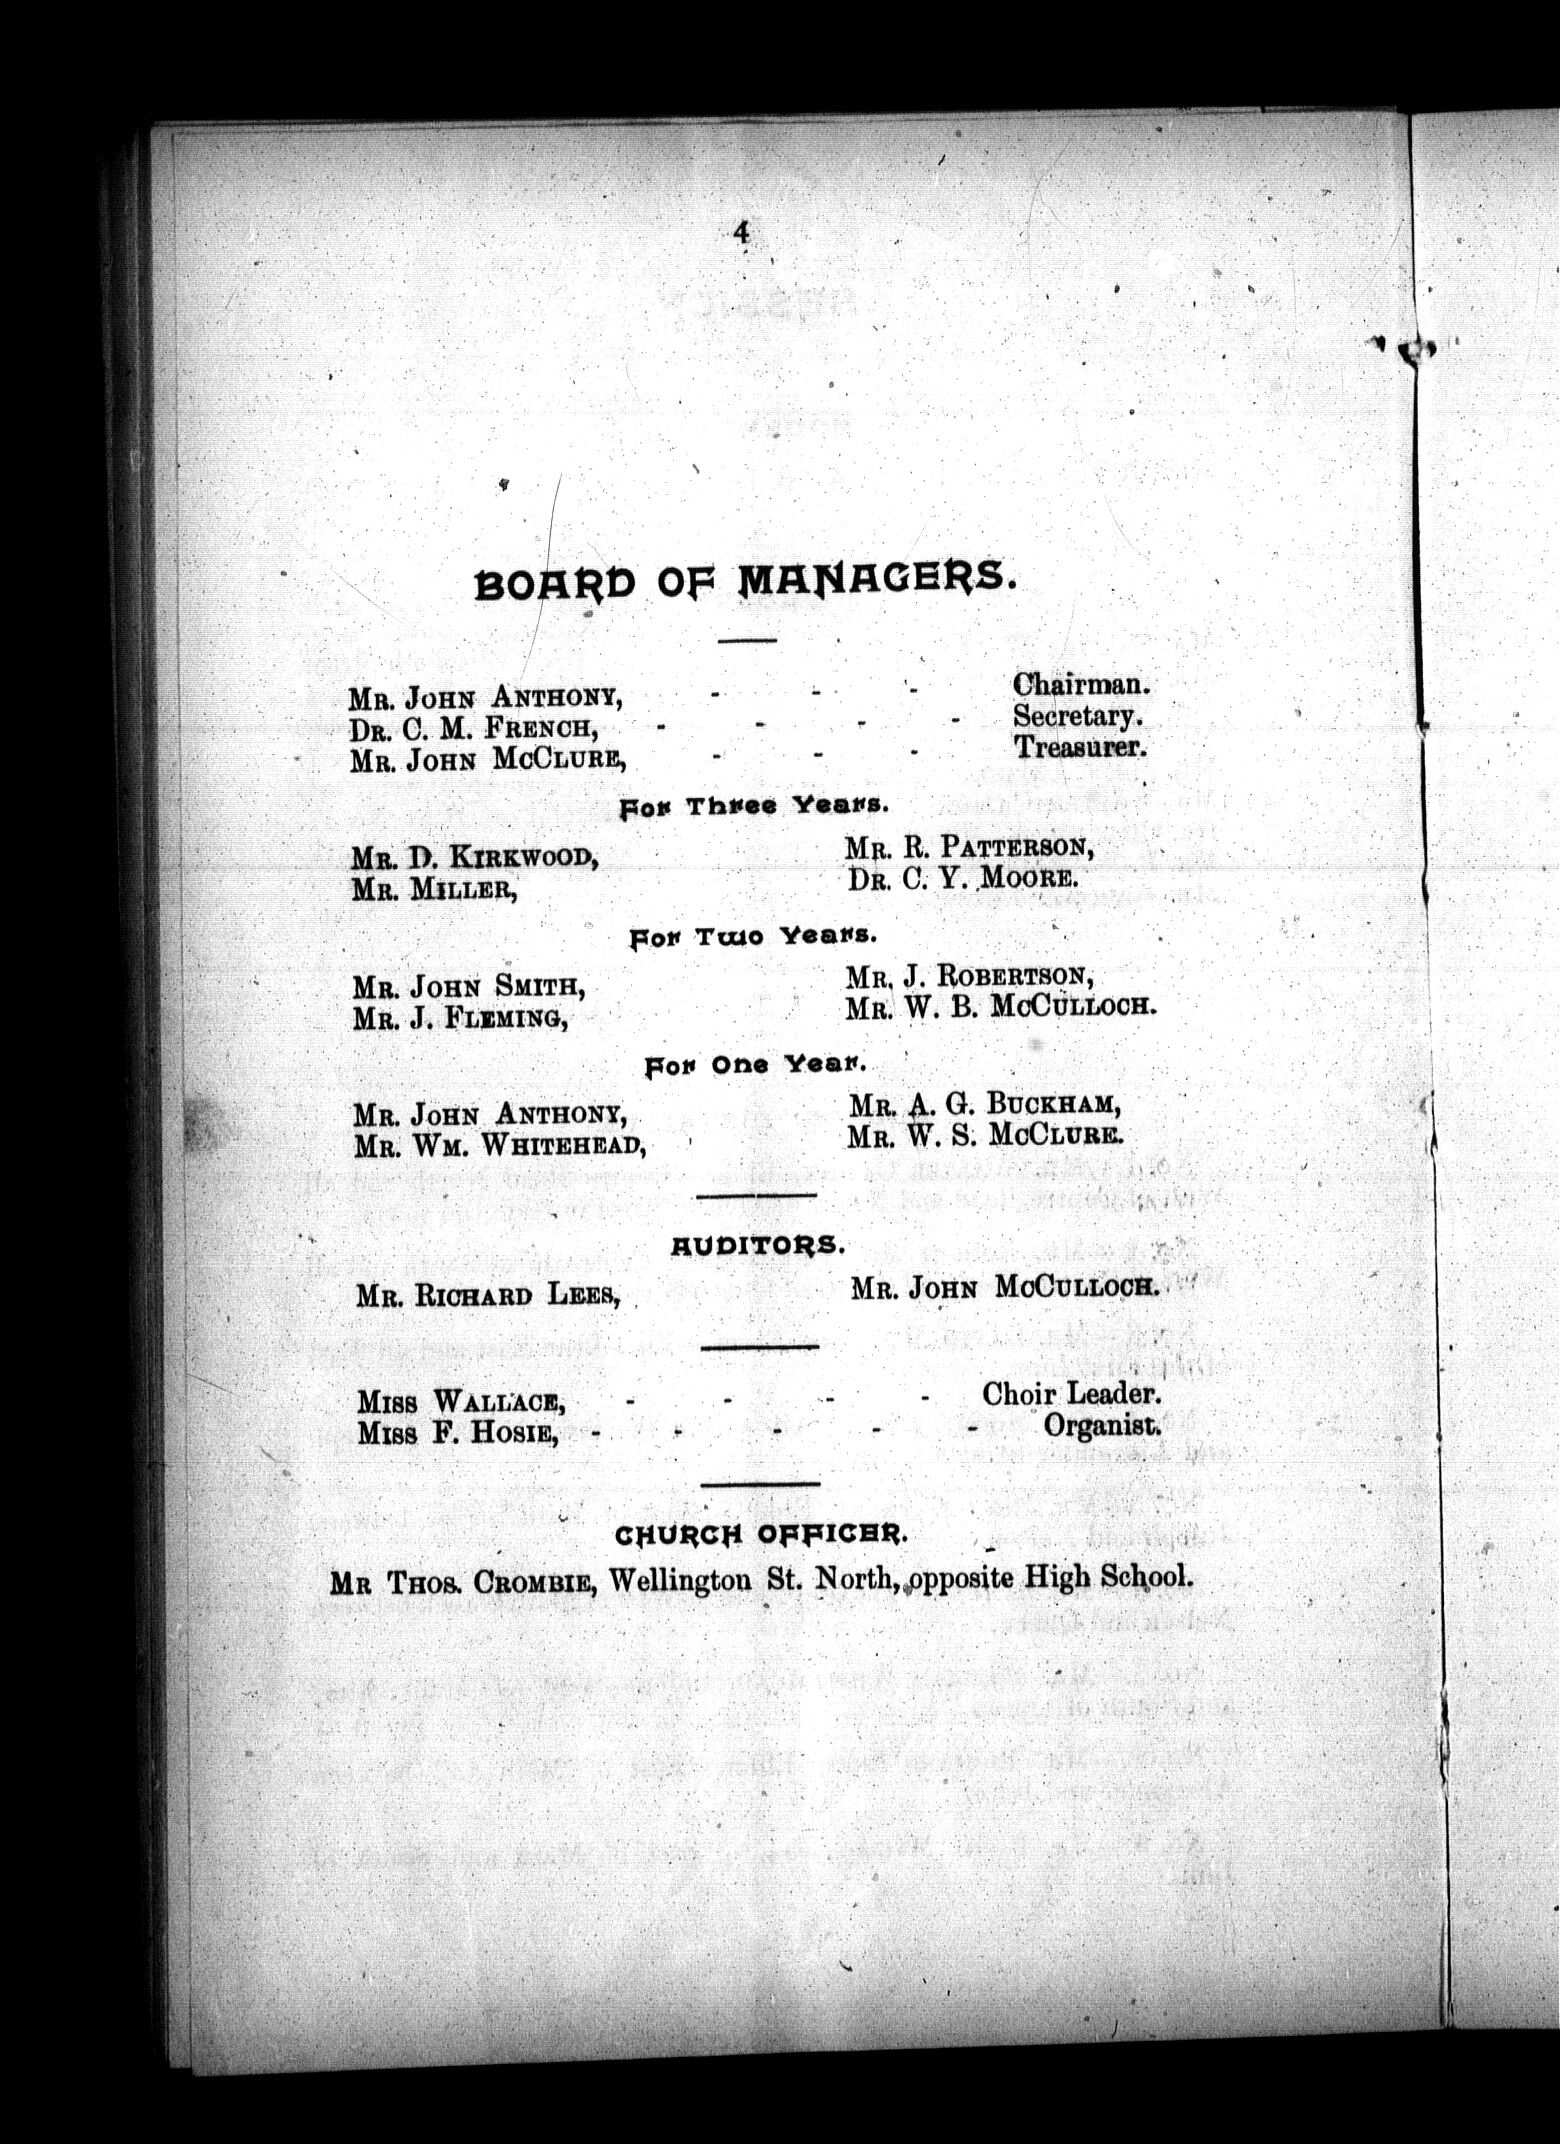 4
BOARD OF MANAGERS.
MR. JOHN ANTHONY, - - - Chairman.
DR. C. M. FRENCH, - - - - Secretary.
MR. JOHN MCCLURE, - - - Treasurer.
For Three Years.
MR. D. KIRKWOOD, MR. R. PATTERSON,
MR. MILLER, DR. C. Y. MOORE.
For Two Years.
MR. JOHN SMITH, MR. J. ROBERTSON,
MR. J. FLEMING, MR. W. B. MCCULLOCH.
For One Year.
MR. JOHN ANTHONY, MR. A. G. BUCKHAM,
MR. WM. WHITEHEAD, MR. W. S. MCCLURE.
AUDITORS.
MR. RICHARD LEES, MR. JOHN MCCULLOCH.
MISS WALLACE, - - - - Choir Leader.
MISS F. HOSIE, - - - - - Organist.
CHURCH OFFICER.
MR THOS. CROMBIE, Wellington St. North, opposite High School.